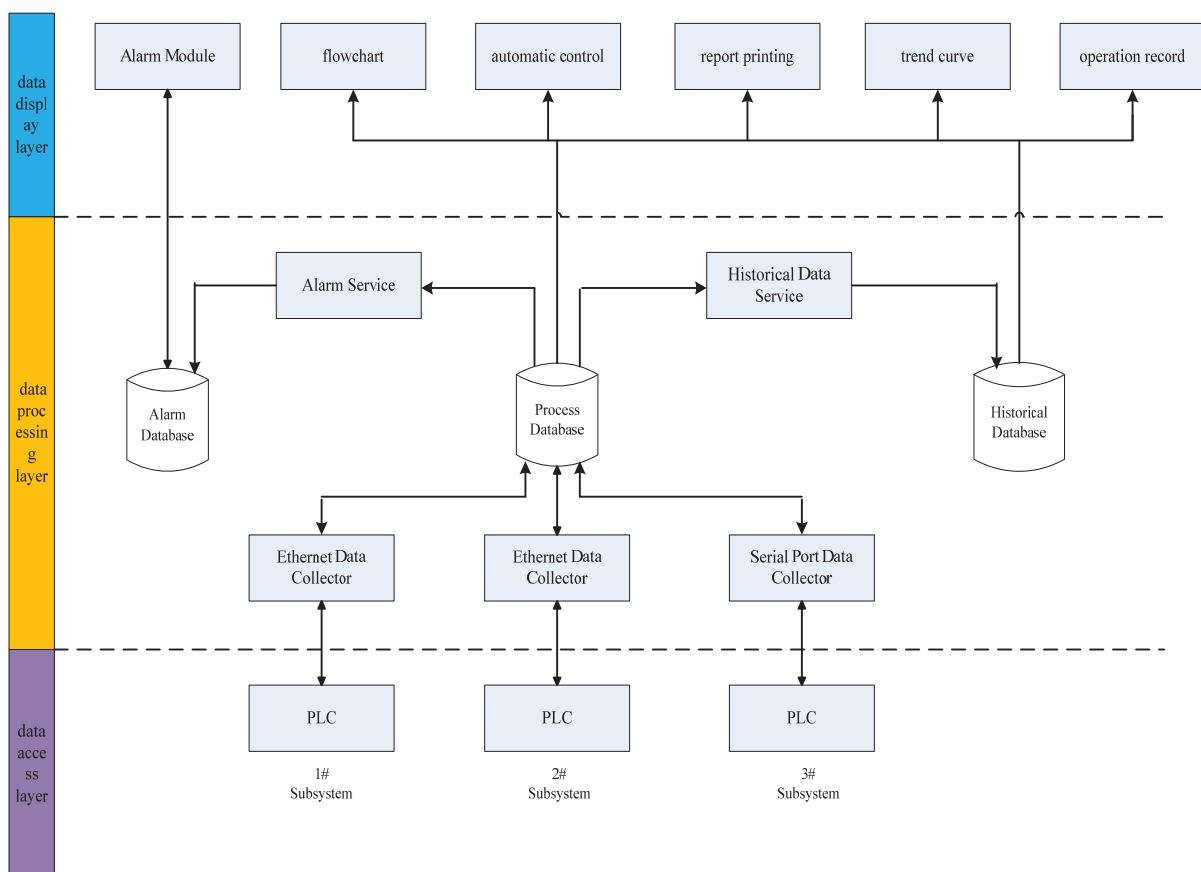 data
displ
ay
layer
Alarm Module
flowchart
automatic control
report printing
trend curve
operation record
data
proc
essin
g
layer
Alarm Service
Historical Data
Service
Alarm
Database
Process
Database
Historical
Database
Ethernet Data
Collector
Ethernet Data
Collector
Serial Port Data
Collector
data
acce
ss
layer
PLC
PLC
PLC
1#
Subsystem
2#
Subsystem
3#
Subsystem